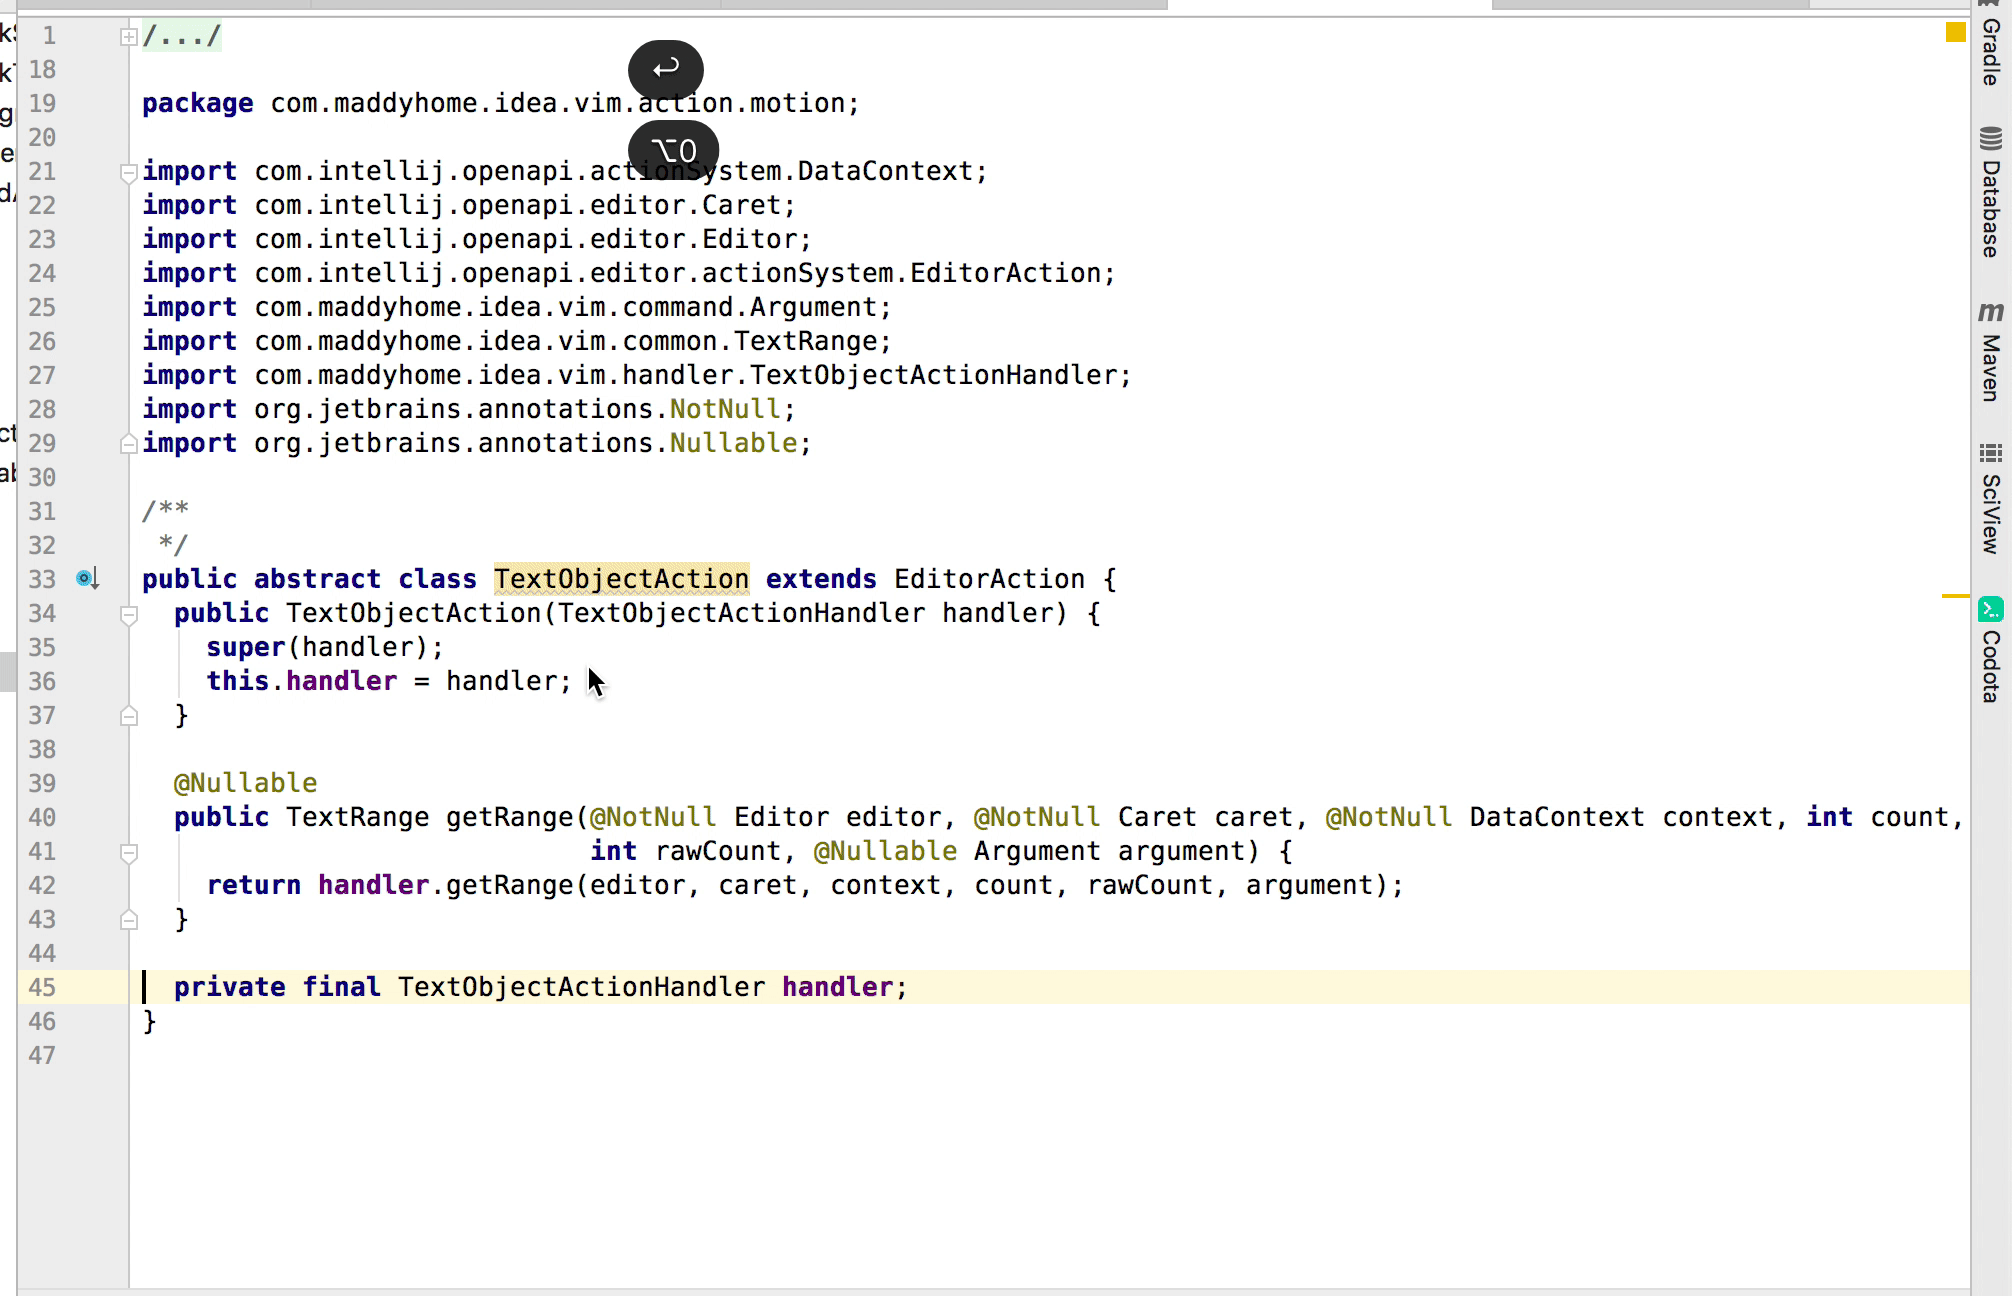 1 /.../
18
19 package com.maddyhome.idea.vim.action.motion;
20
21 import com.intellij.openapi.actionSystem.DataContext;
22 import com.intellij.openapi.editor.Caret;
23 import com.intellij.openapi.editor.Editor;
24 import com.intellij.openapi.editor.actionSystem.EditorAction;
25 import com.maddyhome.idea.vim.command.Argument;
26 import com.maddyhome.idea.vim.common.TextRange;
27 import com.maddyhome.idea.vim.handler.TextObjectActionHandler;
28 import org.jetbrains.annotations.NotNull;
29 import org.jetbrains.annotations.Nullable;
30
31 /**
32  */
33 public abstract class TextObjectAction extends EditorAction {
34   public TextObjectAction(TextObjectActionHandler handler) {
35     super(handler);
36     this.handler = handler;
37   }
38
39   @Nullable
40   public TextRange getRange(@NotNull Editor editor, @NotNull Caret caret, @NotNull DataContext context, int count,
41                             int rawCount, @Nullable Argument argument) {
42     return handler.getRange(editor, caret, context, count, rawCount, argument);
43   }
44
45   private final TextObjectActionHandler handler;
46 }
47
⏎
⌥O
Gradle
Database
m Maven
SciView
Codota